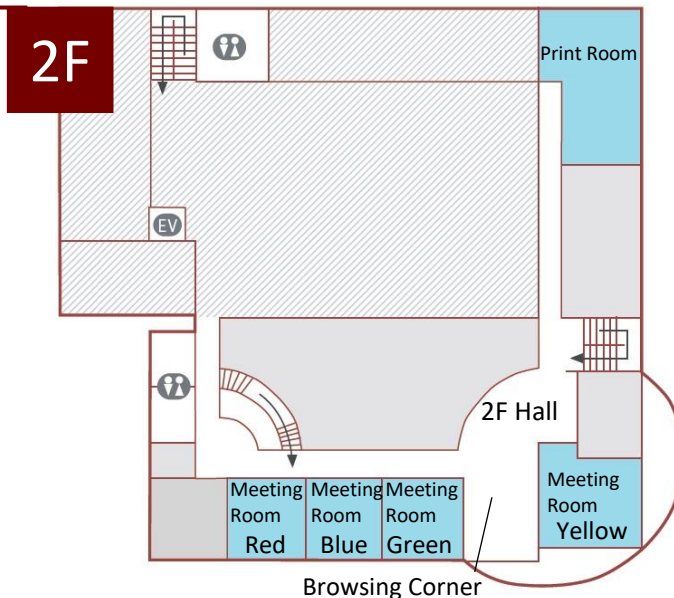 2F
Print Room
EV
2F Hall
Meeting
Room
Red
Meeting
Room
Blue
Meeting
Room
Green
Meeting
Room
Yellow
Browsing Corner